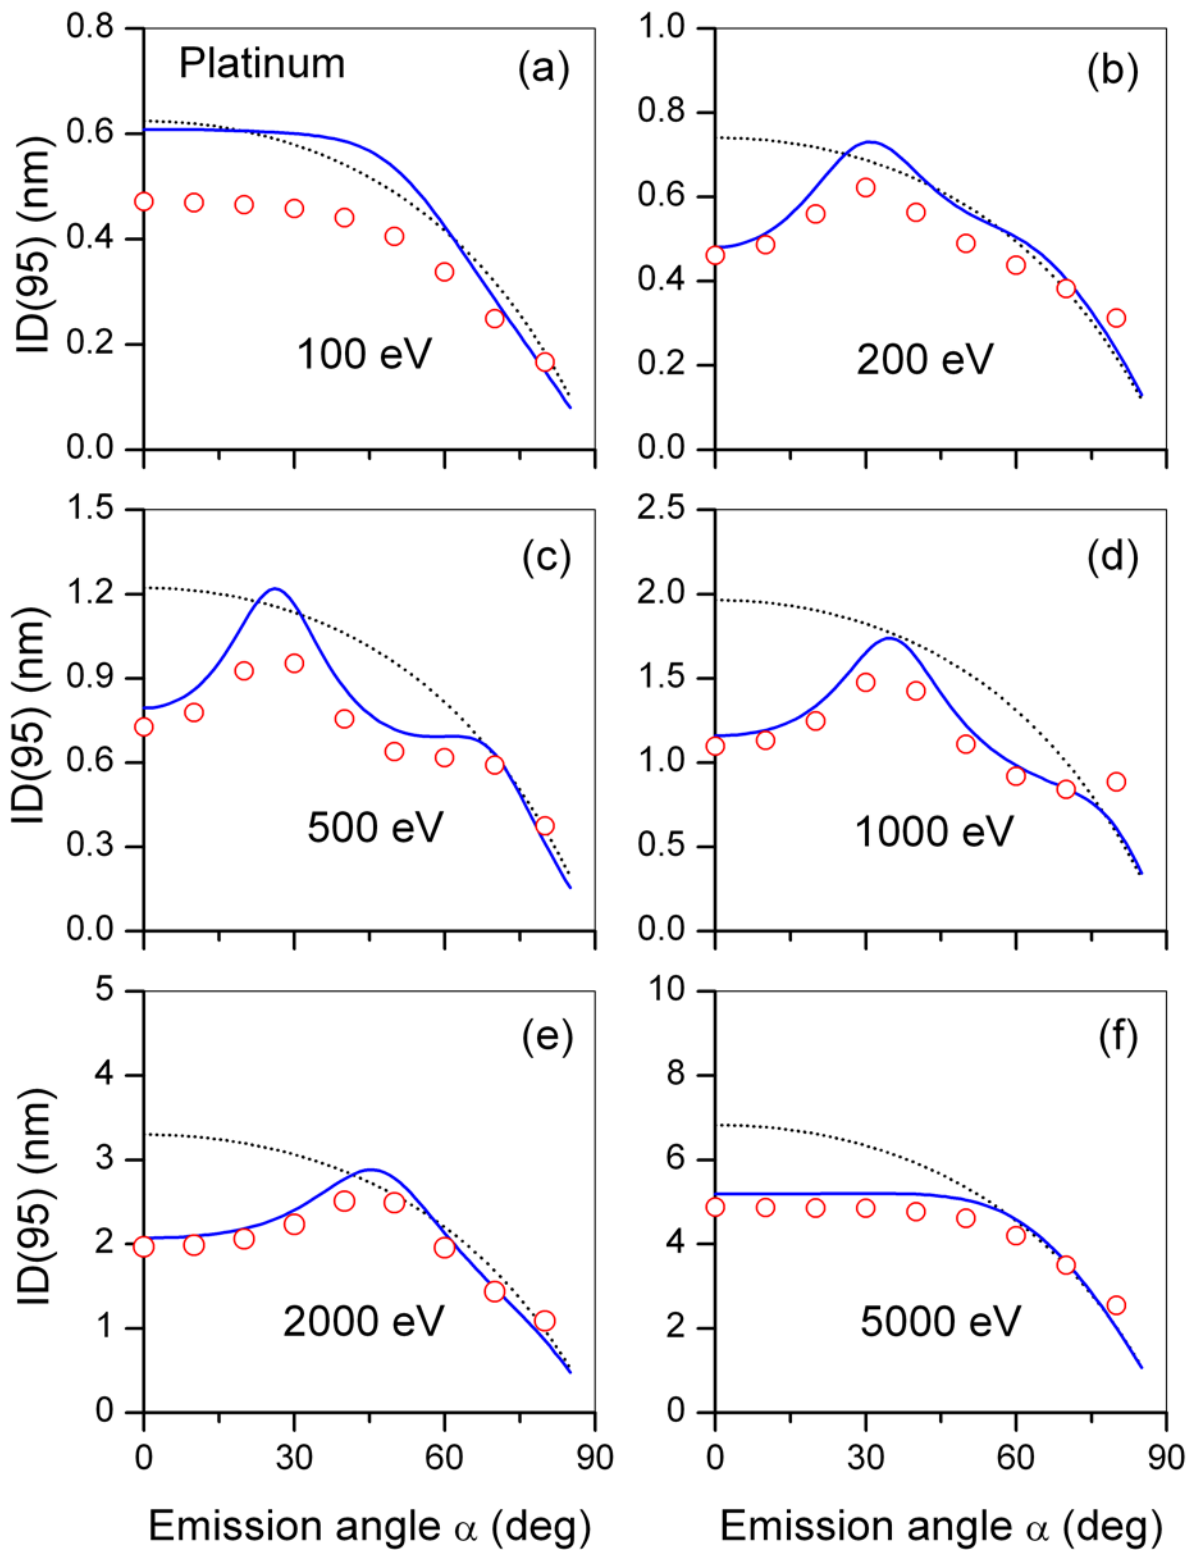 Platinum
(a)
ID(95) (nm)
0.8
0.6
0.4
0.2
0.0
100 eV
(b)
1.0
0.8
0.6
0.4
0.2
0.0
200 eV
(c)
ID(95) (nm)
1.5
1.2
0.9
0.6
0.3
0.0
500 eV
(d)
2.5
2.0
1.5
1.0
0.5
0.0
1000 eV
(e)
ID(95) (nm)
5
4
3
2
1
0
2000 eV
0 30 60 90
Emission angle α (deg)
(f)
10
8
6
4
2
0
5000 eV
0 30 60 90
Emission angle α (deg)